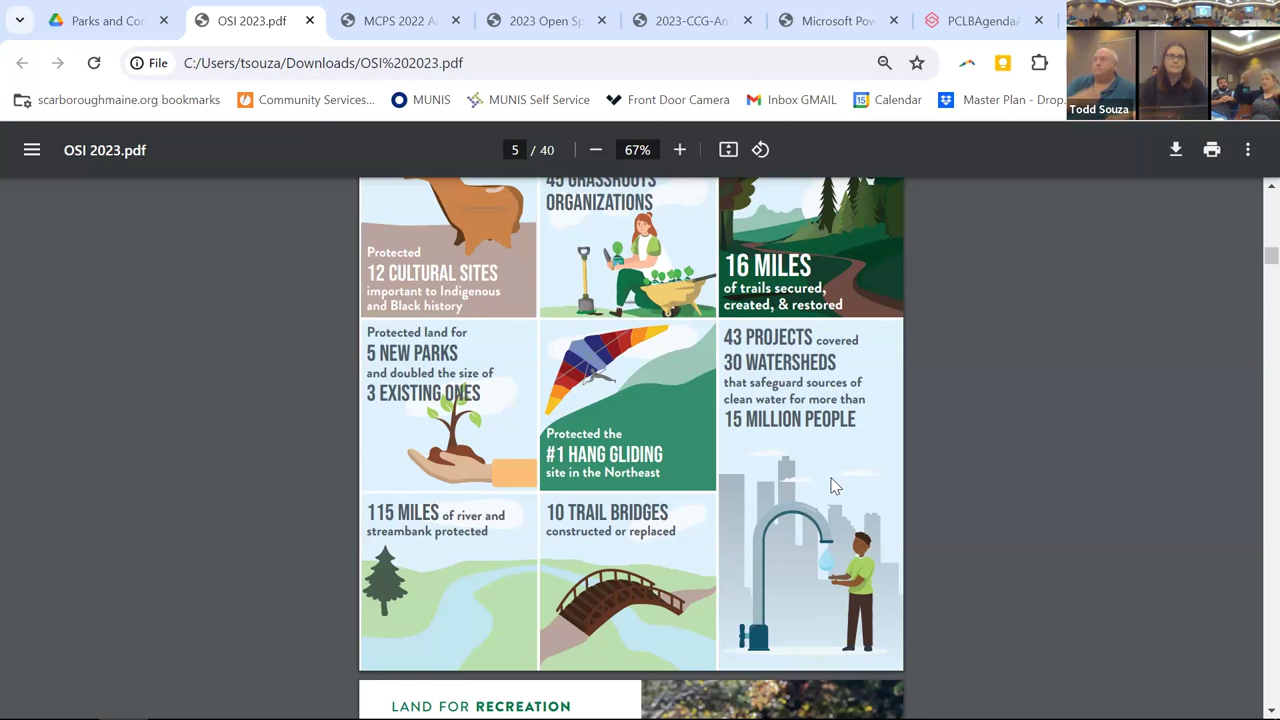 Parks and Con
OSI 2023.pdf
MCPS 2022 A
2023 Open Sp
2023-CCG-An
Microsoft Pow
PCLBAgenda
File
C:/Users/tsouza/Downloads/OSI%202023.pdf
scarboroughmaine.org bookmarks
Community Services...
MUNIS
MUNIS Self Service
Front Door Camera
Inbox GMAIL
Calendar
Master Plan - Drop.
Todd Souza
OSI 2023.pdf
5 / 40
67%
Protected
12 CULTURAL SITES
important to Indigenous
and Black history
45 GRASSROOTS
ORGANIZATIONS
16 MILES
of trails secured,
created, & restored
Protected land for
5 NEW PARKS
and doubled the size of
3 EXISTING ONES
Protected the
#1 HANG GLIDING
site in the Northeast
43 PROJECTS covered
30 WATERSHEDS
that safeguard sources of
clean water for more than
15 MILLION PEOPLE
115 MILES of river and
streambank protected
10 TRAIL BRIDGES
constructed or replaced
LAND FOR RECREATION